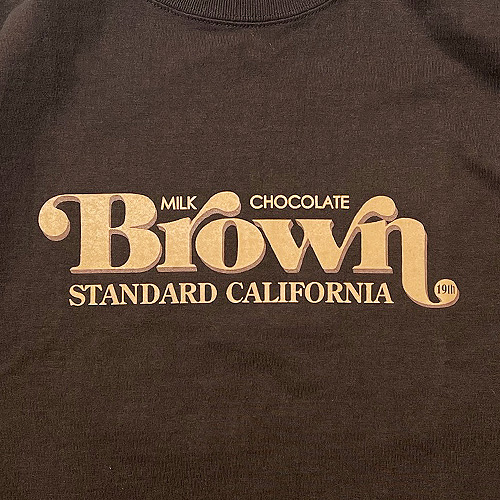 MILK CHOCOLATE
Brown
STANDARD CALIFORNIA
19th